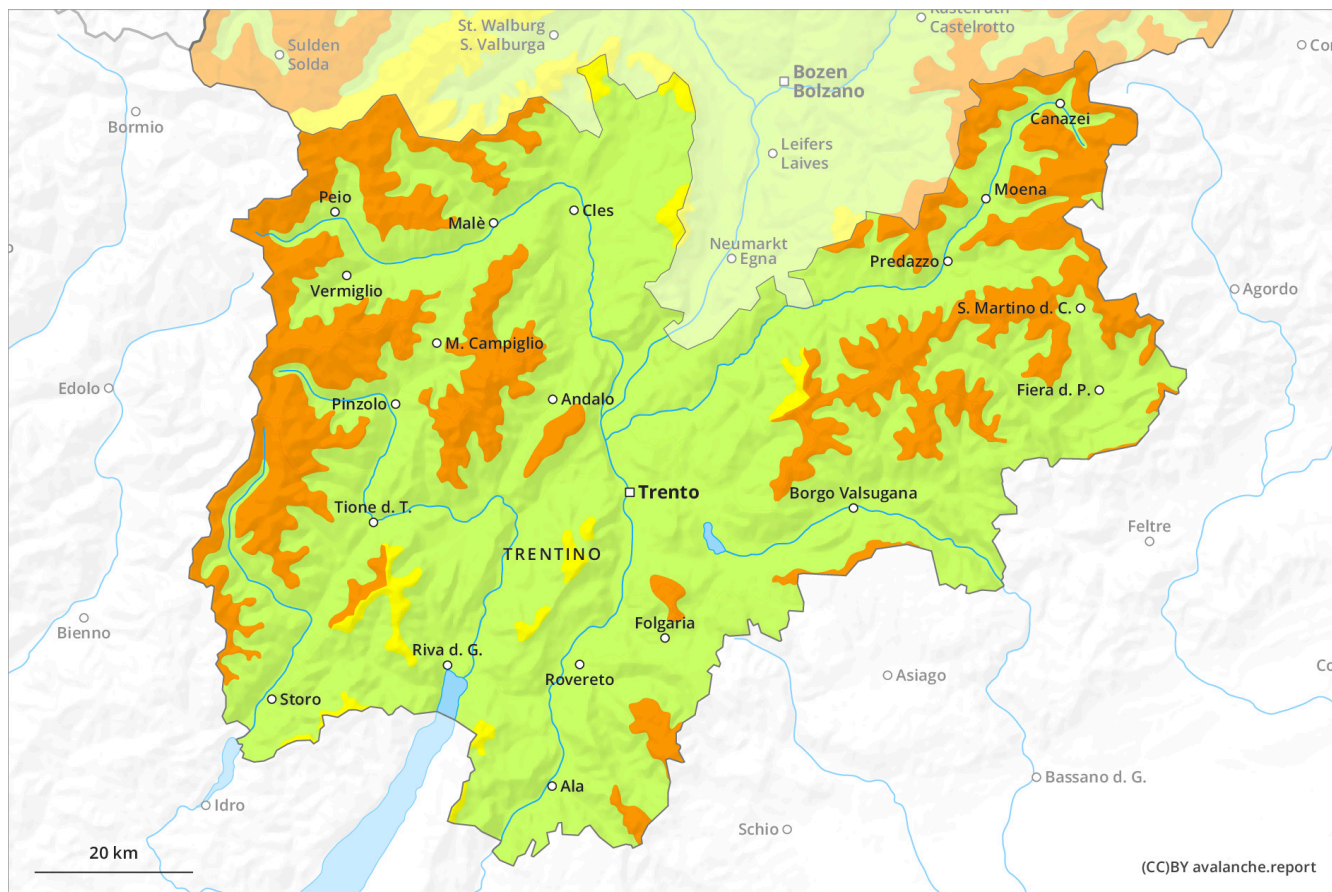 Kastelruth
Castelrotto
St. Walburg
S. Valburga
Sulden
Solda
Bozen
Bolzano
Bormio
Canazei
Leifers
Laives
Peio
Malè
Cles
Moena
Neumarkt
Egna
Predazzo
Vermiglio
Agordo
S. Martino d. C.
M. Campiglio
Edolo
Pinzolo
Andalo
Fiera d. P.
Trento
Borgo Valsugana
Tione d. T.
Feltre
TRENTINO
Bienno
Folgaria
Riva d. G.
Rovereto
Asiago
Storo
Ala
Bassano d. G.
Idro
Schio
20 km
(CC)BY avalanche.report